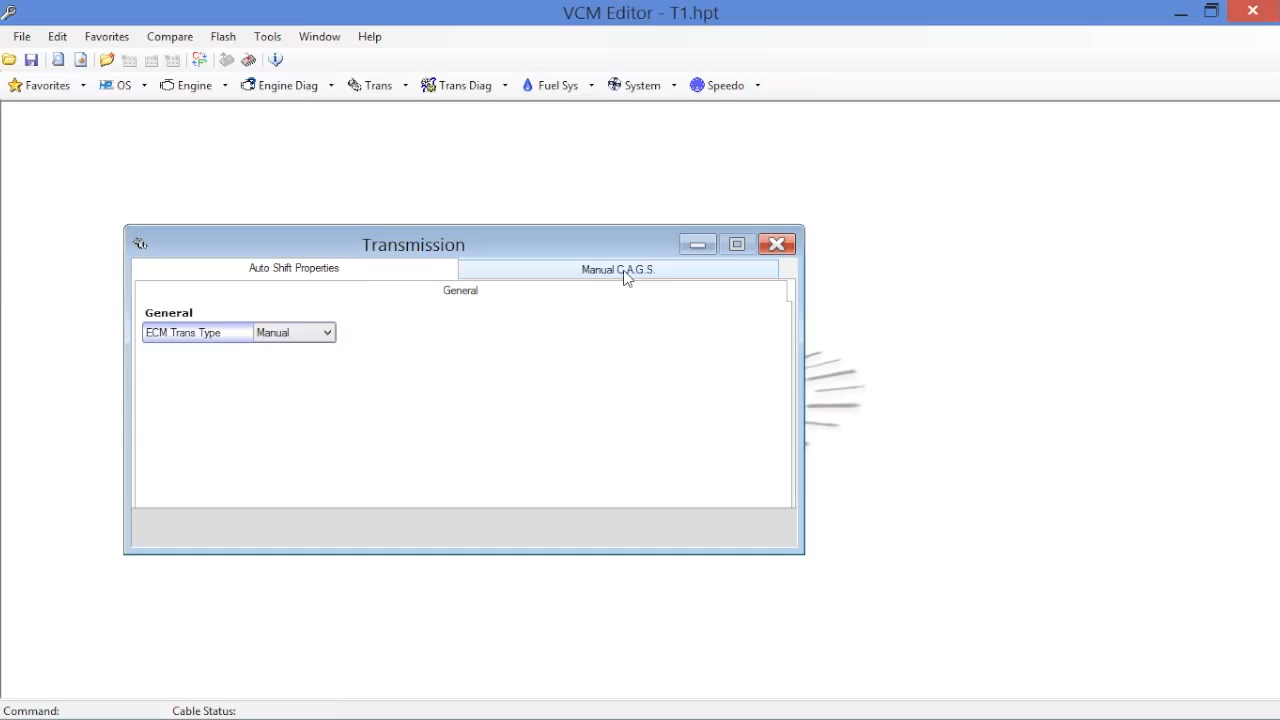 VCM Editor - T1.hpt
File Edit Favorites Compare Flash Tools Window Help
Favorites OS Engine Engine Diag Trans Trans Diag Fuel Sys System Speedo
Transmission
Auto Shift Properties Manual C.A.G.S.
General
General
ECM Trans Type Manual
Command: Cable Status: